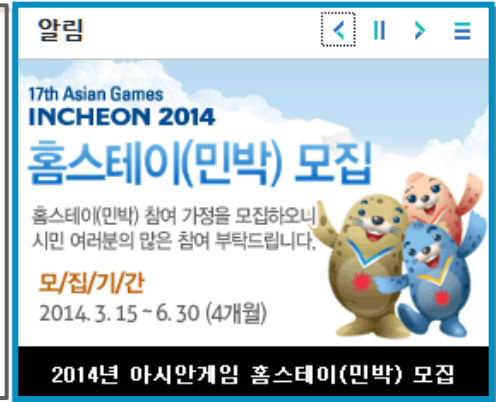 알림
17th Asian Games
INCHEON 2014
홈스테이(민박) 모집
홈스테이(민박) 참여 가정을 모집하오니
시민 여러분의 많은 참여 부탁드립니다.
모/집/기/간
2014. 3. 15 ~ 6. 30 (4개월)
2014년 아시안게임 홈스테이(민박) 모집